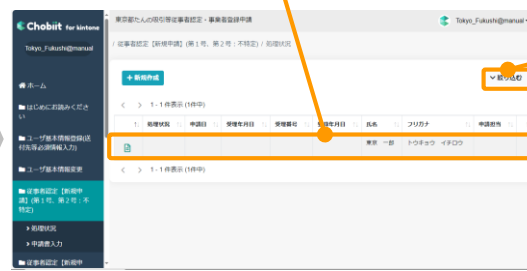 Chobiit for kintone
東京都たんの吸引等従事者認定・事業者登録申請
Tokyo_Fukushi@manual
Tokyo_Fukushi@manual
/ 従事者認定【新規申請】(第1号、第2号:不特定) / 処理状況
+ 新規作成
絞り込む
ホーム
はじめにお読みください
ユーザ基本情報登録(送付先等必須情報入力)
ユーザ基本情報変更
従事者認定【新規申請】(第1号、第2号:不特定)
> 処理状況
> 申請書入力
従事者認定【新規申
< > 1 - 1 件表示 (1件中)
処理状況 申請日 受理年月日 受理番号 年月日 氏名 フリガナ 申請担当
東京 一郎 トウキョウ イチロウ
< > 1 - 1 件表示 (1件中)